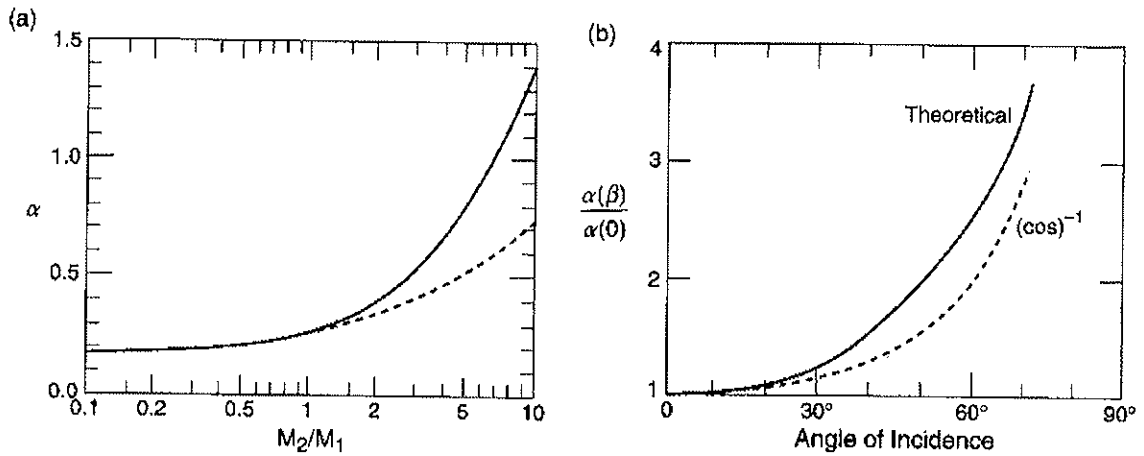 (a)
1.5
1.0
α
0.5
0.0
0.1 0.2 0.5 1 2 5 10
M₂/M₁
(b)
4
Theoretical
3
α(β)
α(0)
(cos)⁻¹
2
1
0 30° 60° 90°
Angle of Incidence